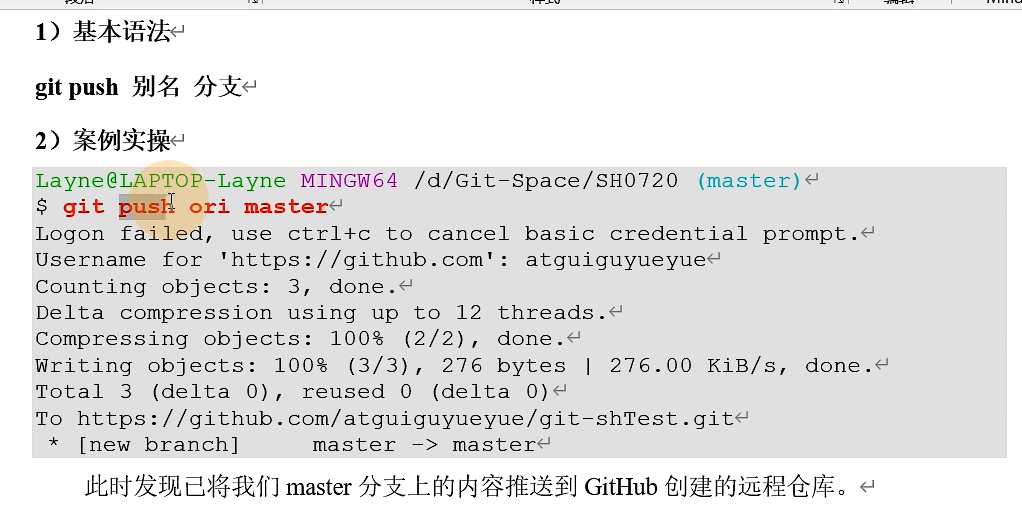 1）基本语法
git push 别名 分支
2）案例实操
Layne@LAPTOP-Layne MINGW64 /d/Git-Space/SH0720 (master)
$ git push ori master
Logon failed, use ctrl+c to cancel basic credential prompt.
Username for 'https://github.com': atguiguyueyue
Counting objects: 3, done.
Delta compression using up to 12 threads.
Compressing objects: 100% (2/2), done.
Writing objects: 100% (3/3), 276 bytes | 276.00 KiB/s, done.
Total 3 (delta 0), reused 0 (delta 0)
To https://github.com/atguiguyueyue/git-shTest.git
 * [new branch]      master -> master
此时发现已将我们 master 分支上的内容推送到 GitHub 创建的远程仓库。